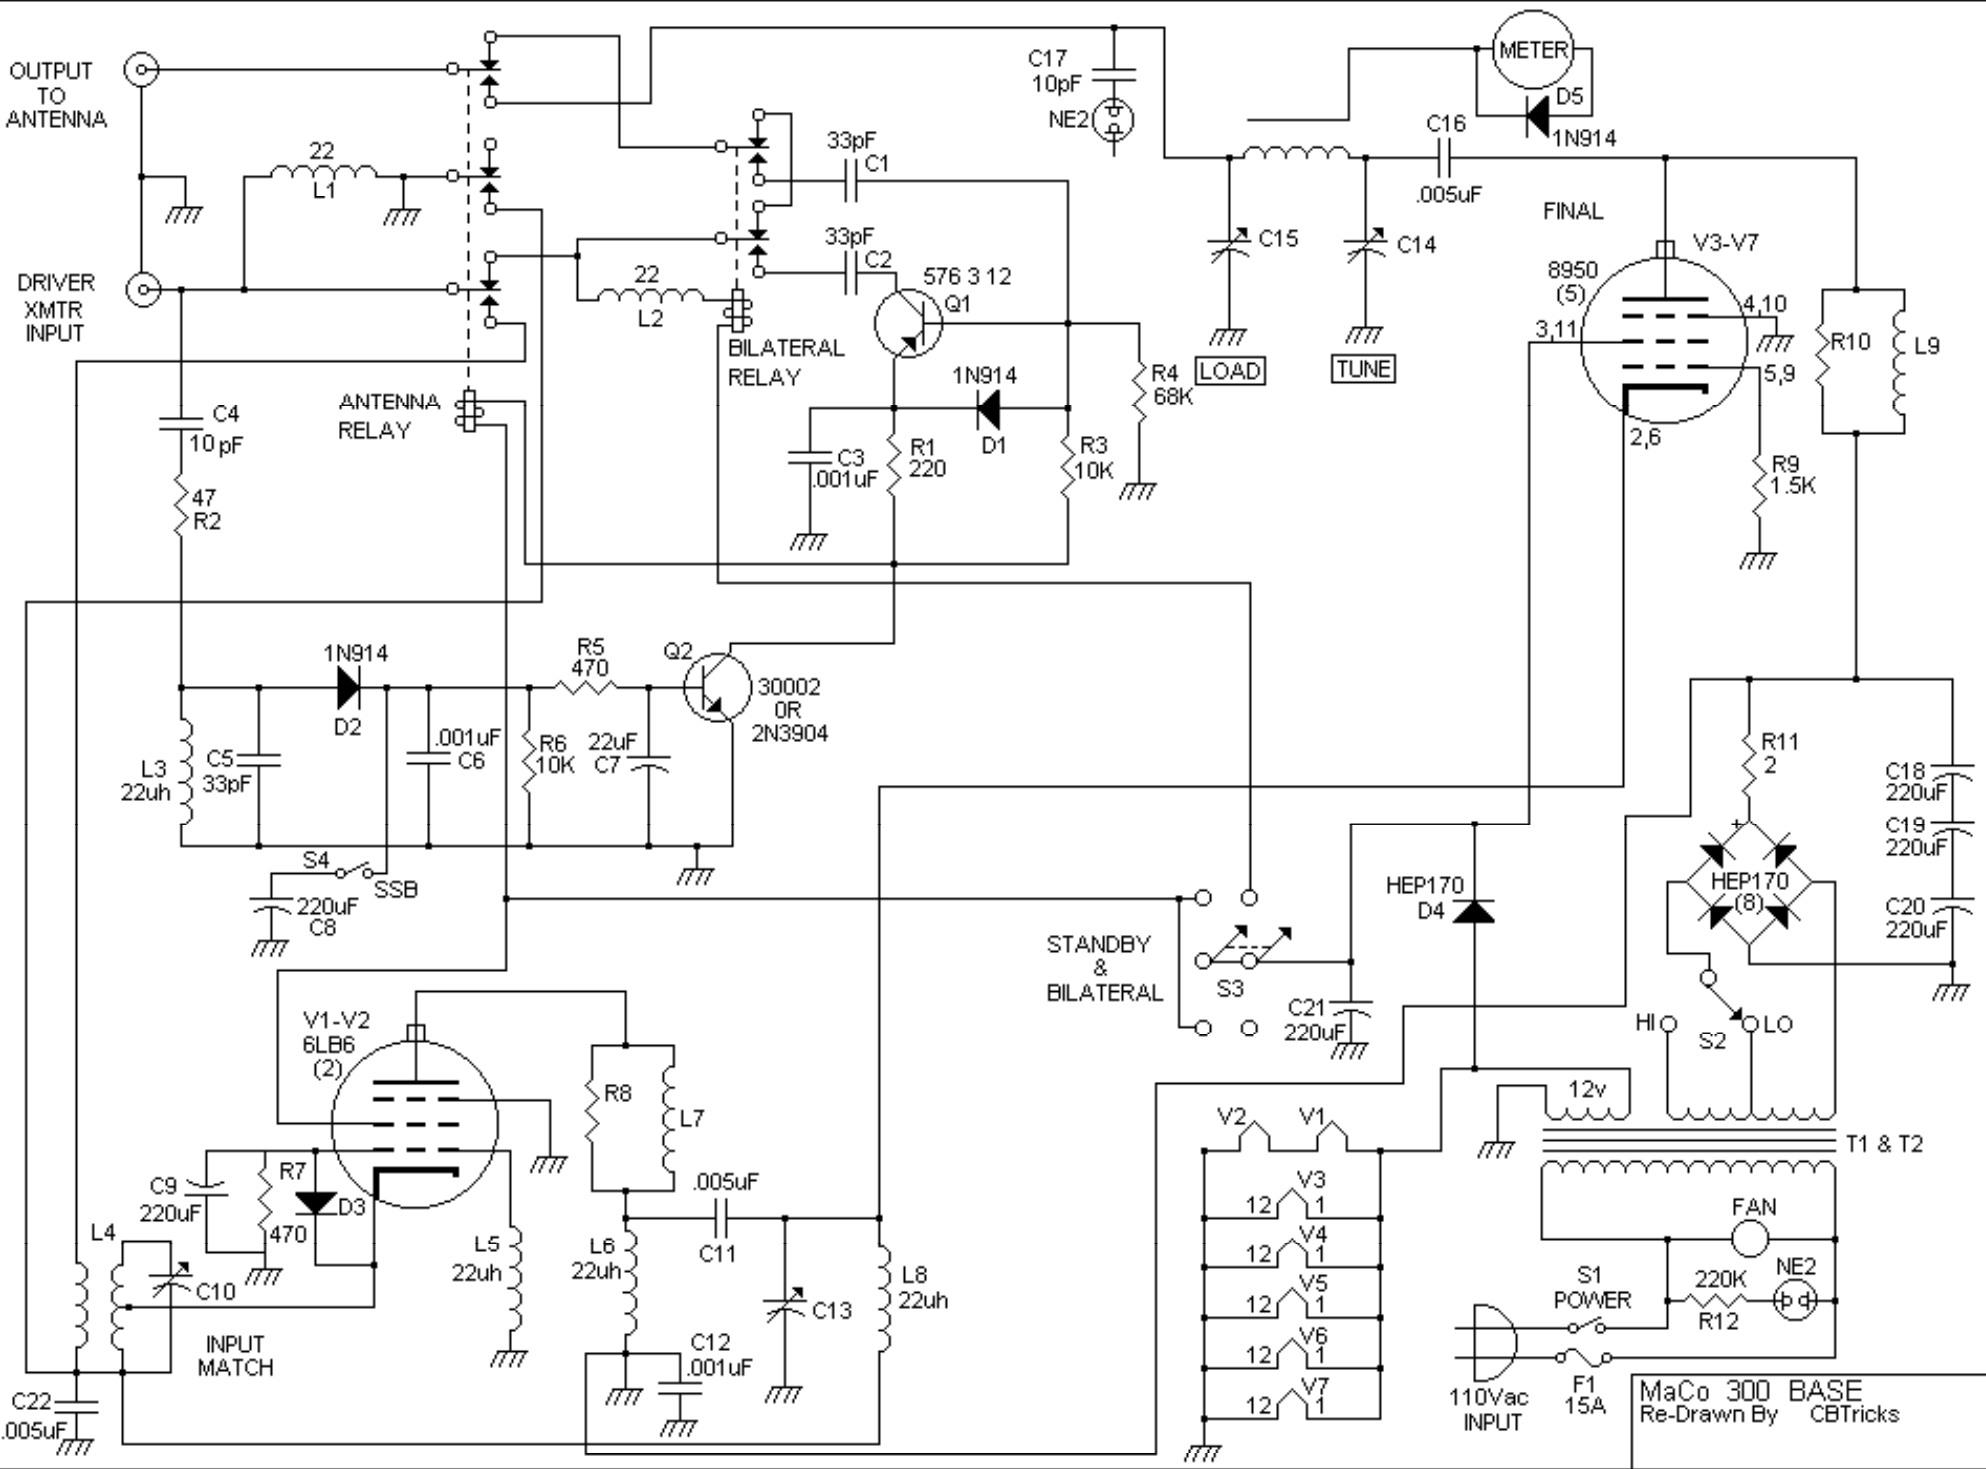 OUTPUT
TO
ANTENNA
22
L1
DRIVER
XMTR
INPUT
C4
10 pF
47
R2
ANTENNA
RELAY
22
L2
BILATERAL
RELAY
33pF
C1
33pF
C2
576 3 12
Q1
1N914
D1
C3
.001uF
R1
220
R3
10K
R4
68K
C17
10pF
NE2
METER
D5
1N914
C16
.005uF
C15
C14
LOAD
TUNE
FINAL
V3-V7
8950
(5)
4,10
3,11
5,9
2,6
R9
1.5K
R10
L9
1N914
D2
R5
470
Q2
30002
0R
2N3904
L3
22uh
C5
33pF
.001uF
C6
R6
10K
22uF
C7
S4
SSB
220uF
C8
R11
2
+
HEP170
(8)
C18
220uF
C19
220uF
C20
220uF
HEP170
D4
STANDBY
&
BILATERAL
S3
C21
220uF
HI
S2
LO
12v
T1 & T2
V1-V2
6LB6
(2)
R8
L7
C9
220uF
R7
470
D3
L4
C10
INPUT
MATCH
L5
22uh
L6
22uh
.005uF
C11
C12
.001uF
C13
L8
22uh
C22
.005uF
V2
V1
V3
12
1
V4
12
1
V5
12
1
V6
12
1
V7
12
1
FAN
NE2
220K
R12
S1
POWER
F1
15A
110Vac
INPUT
MaCo 300 BASE
Re-Drawn By CBTricks